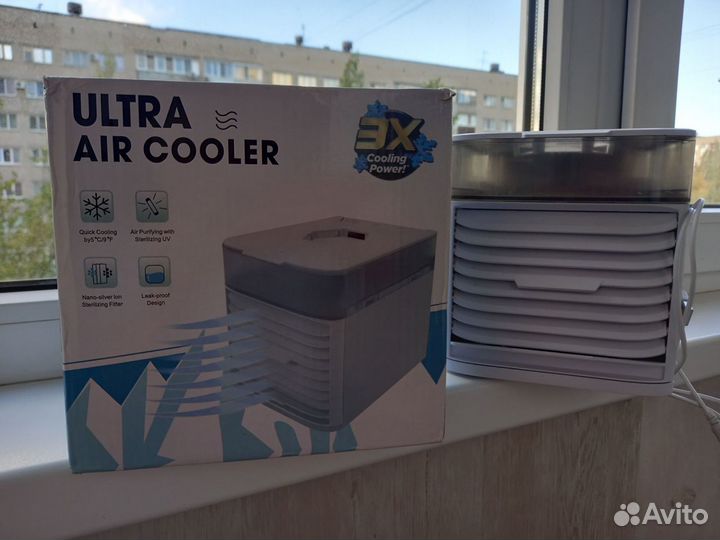 ULTRA
AIR COOLER
3X
Cooling
Power!
Quick Cooling
by5°C/9°F
Air Purifying with
Sterilizing UV
Nano-silver Ion
Sterilizing Filter
Leak-proof
Design
Avito